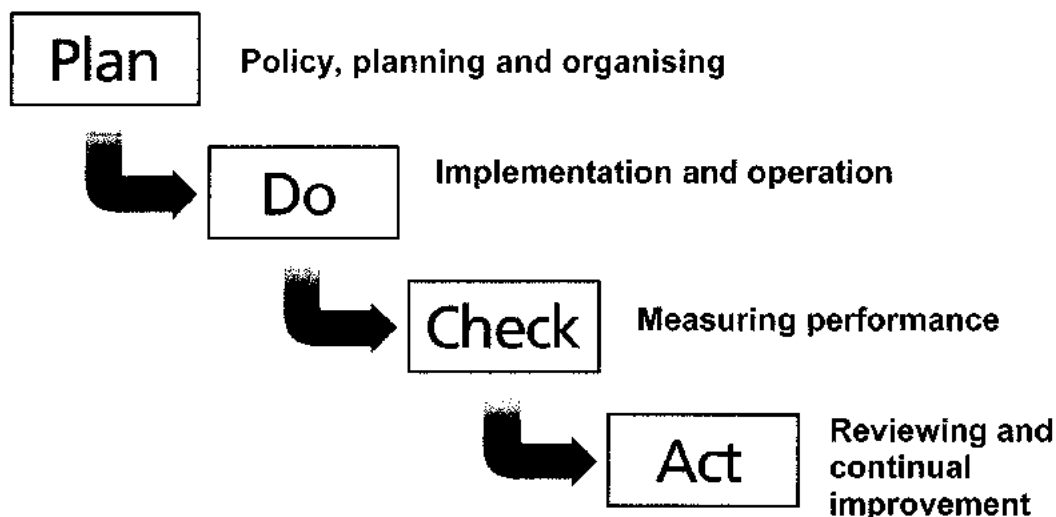 Plan
Policy, planning and organising
Do
Implementation and operation
Check
Measuring performance
Act
Reviewing and
continual
improvement